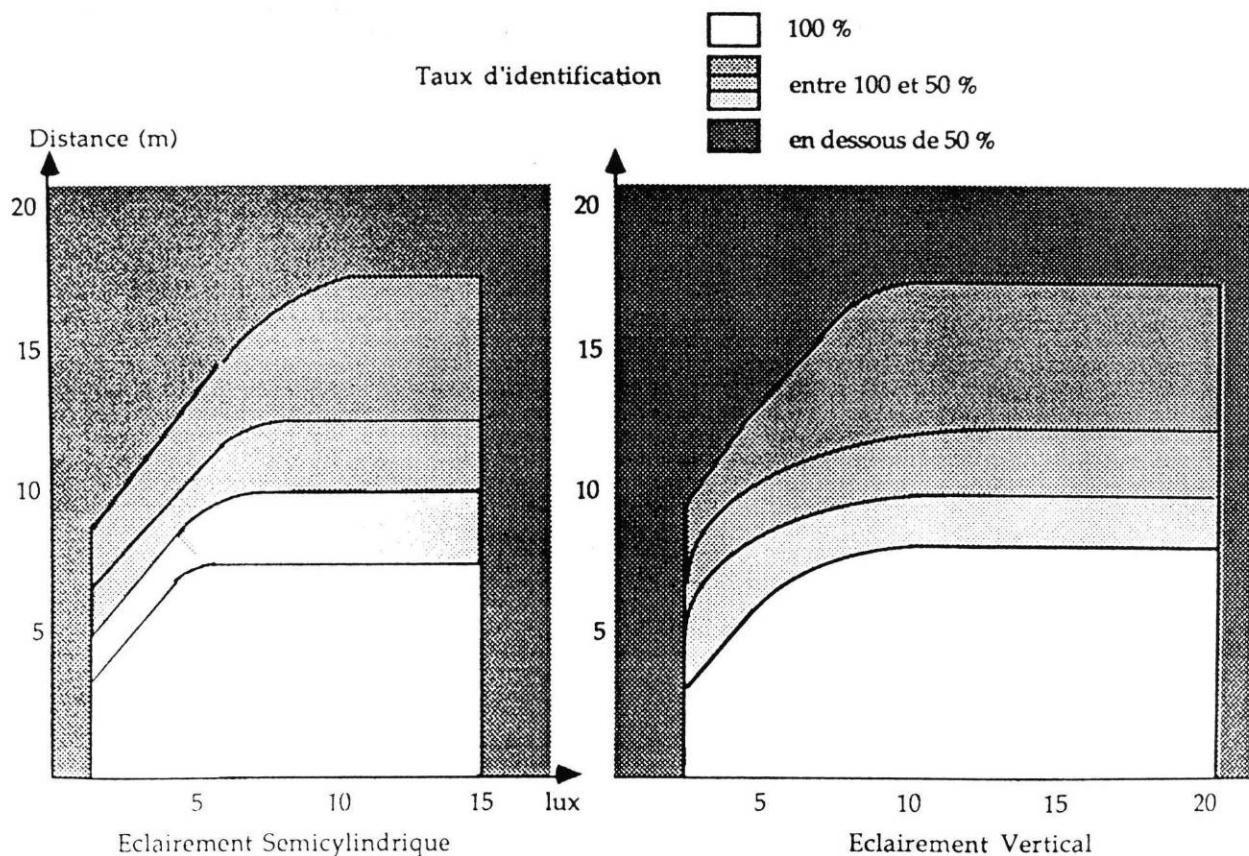 100 %
Taux d'identification
entre 100 et 50 %
en dessous de 50 %
Distance (m)
20
15
10
5
5 10 15 lux
Eclairement Semicylindrique
20
15
10
5
5 10 15 20
Eclairement Vertical